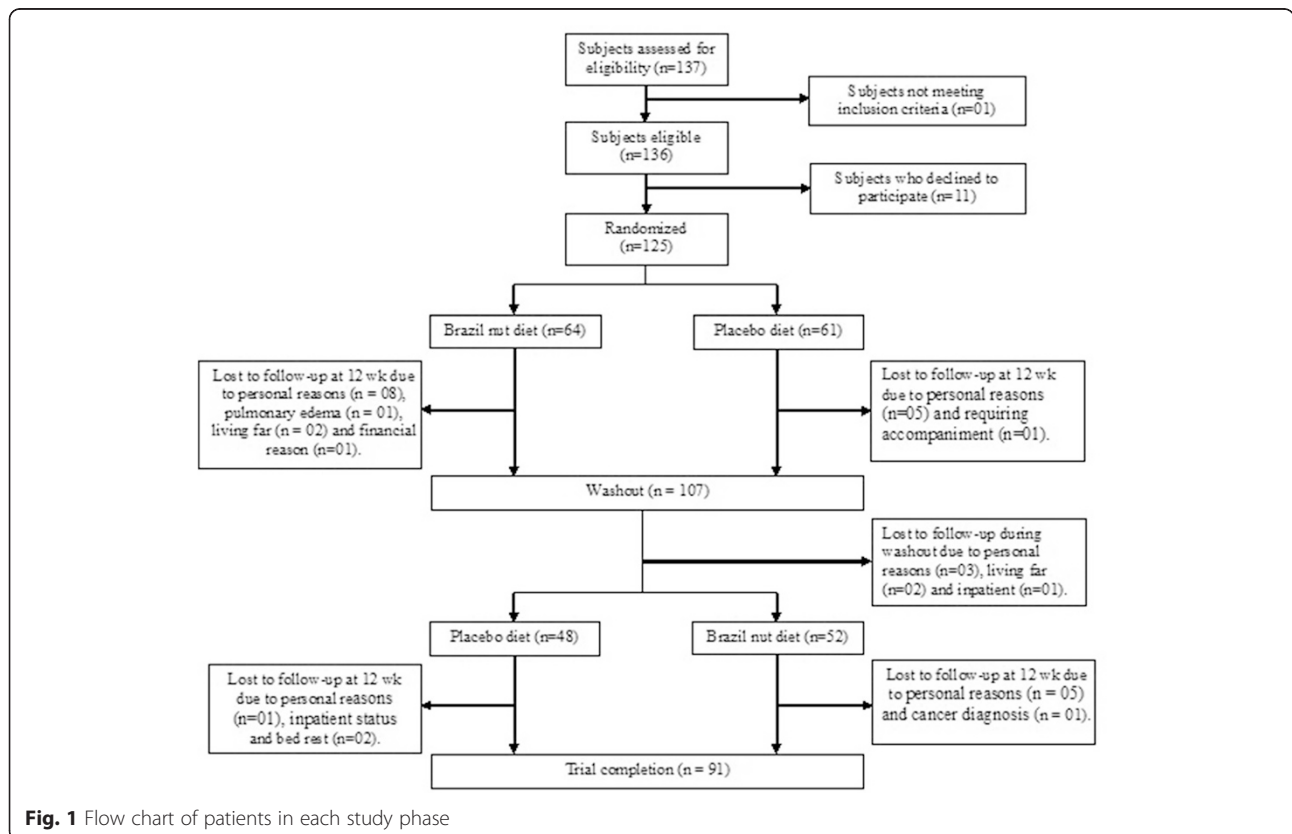 Subjects assessed for
eligibility (n=137)
Subjects not meeting
inclusion criteria (n=01)
Subjects eligible
(n=136)
Subjects who declined to
participate (n=11)
Randomized
(n=125)
Brazil nut diet (n=64)
Placebo diet (n=61)
Lost to follow-up at 12 wk due
to personal reasons (n = 08),
pulmonary edema (n = 01),
living far (n = 02) and financial
reason (n=01).
Lost to follow-up at 12 wk
due to personal reasons
(n=05) and requiring
accompaniment (n=01).
Washout (n = 107)
Lost to follow-up during
washout due to personal
reasons (n=03), living far
(n=02) and inpatient (n=01).
Placebo diet (n=48)
Brazil nut diet (n=52)
Lost to follow-up at 12 wk
due to personal reasons
(n=01), inpatient status
and bed rest (n=02).
Lost to follow-up at 12 wk due
to personal reasons (n = 05)
and cancer diagnosis (n = 01).
Trial completion (n = 91)
Fig. 1 Flow chart of patients in each study phase